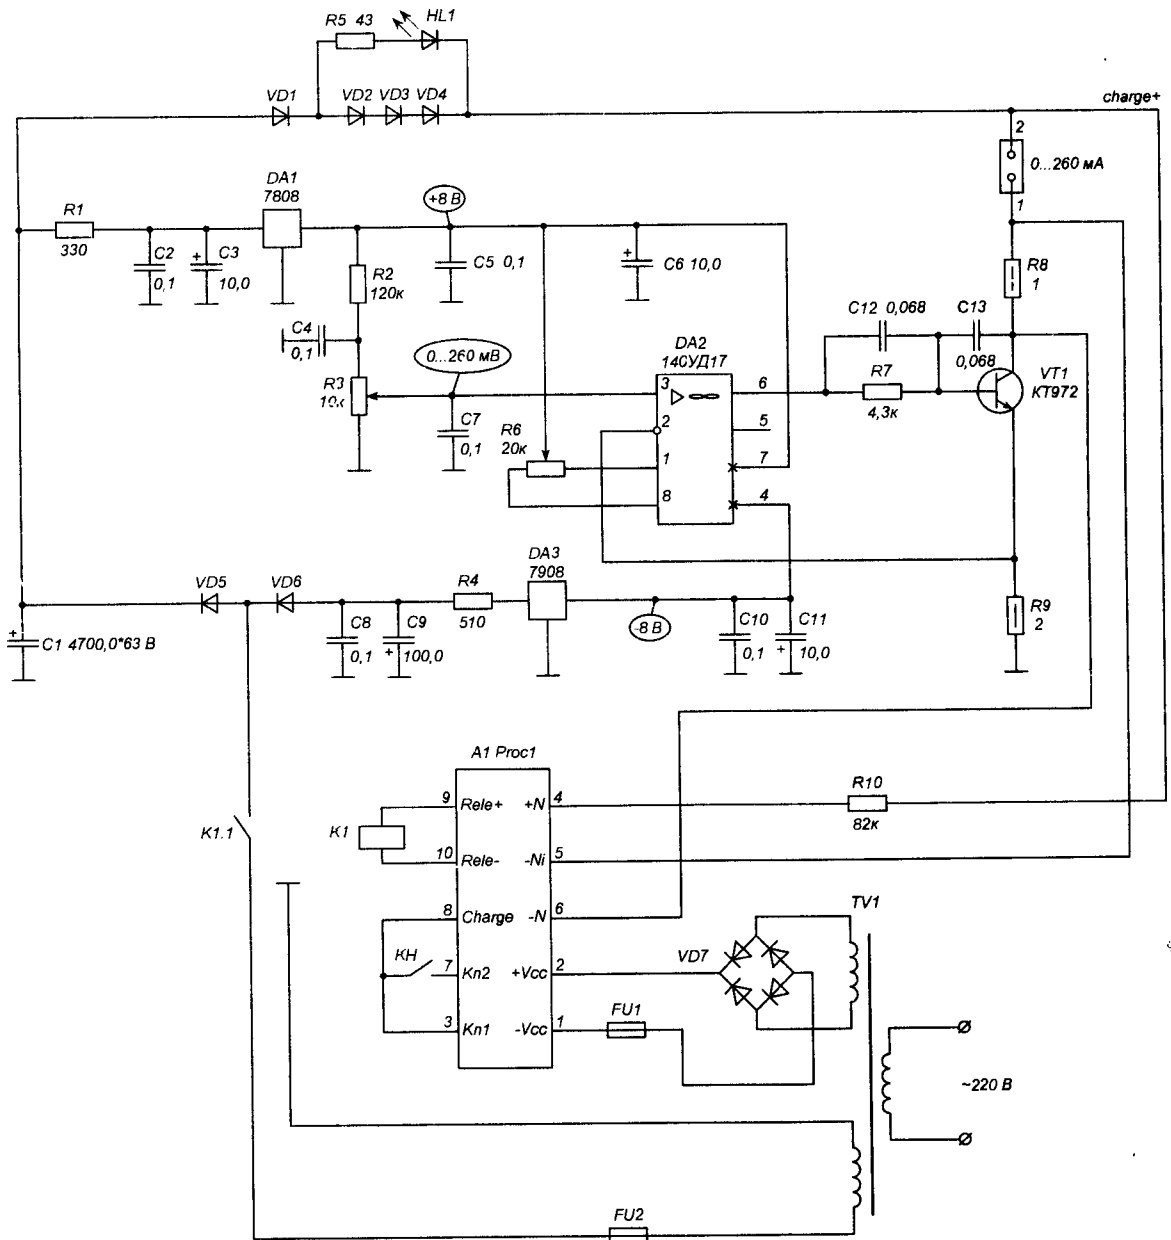 R5 43
HL1
VD1
VD2
VD3
VD4
charge+
2
0...260 мА
1
DA1
7808
+8 В
R1
330
C2
0,1
+
C3
10,0
R2
120к
C5 0,1
+
C6 10,0
R8
1
C4
0,1
C12 0,068
C13
0,068
0...260 мВ
DA2
140УД17
R3
10к
R7
4,3к
VT1
КТ972
3
6
2
5
C7
0,1
R6
20к
1
7
8
4
DA3
7908
VD5
VD6
R4
510
-8 В
R9
2
+
C1 4700,0*63 В
C8
0,1
C9
+
100,0
C10
0,1
C11
+
10,0
A1 Proc1
R10
82к
9
Rele+
+N
4
K1.1
K1
10
Rele-
-Ni
5
8
Charge
-N
6
TV1
КН
7
Kn2
+Vcc
2
VD7
3
Kn1
-Vcc
1
FU1
~220 В
FU2